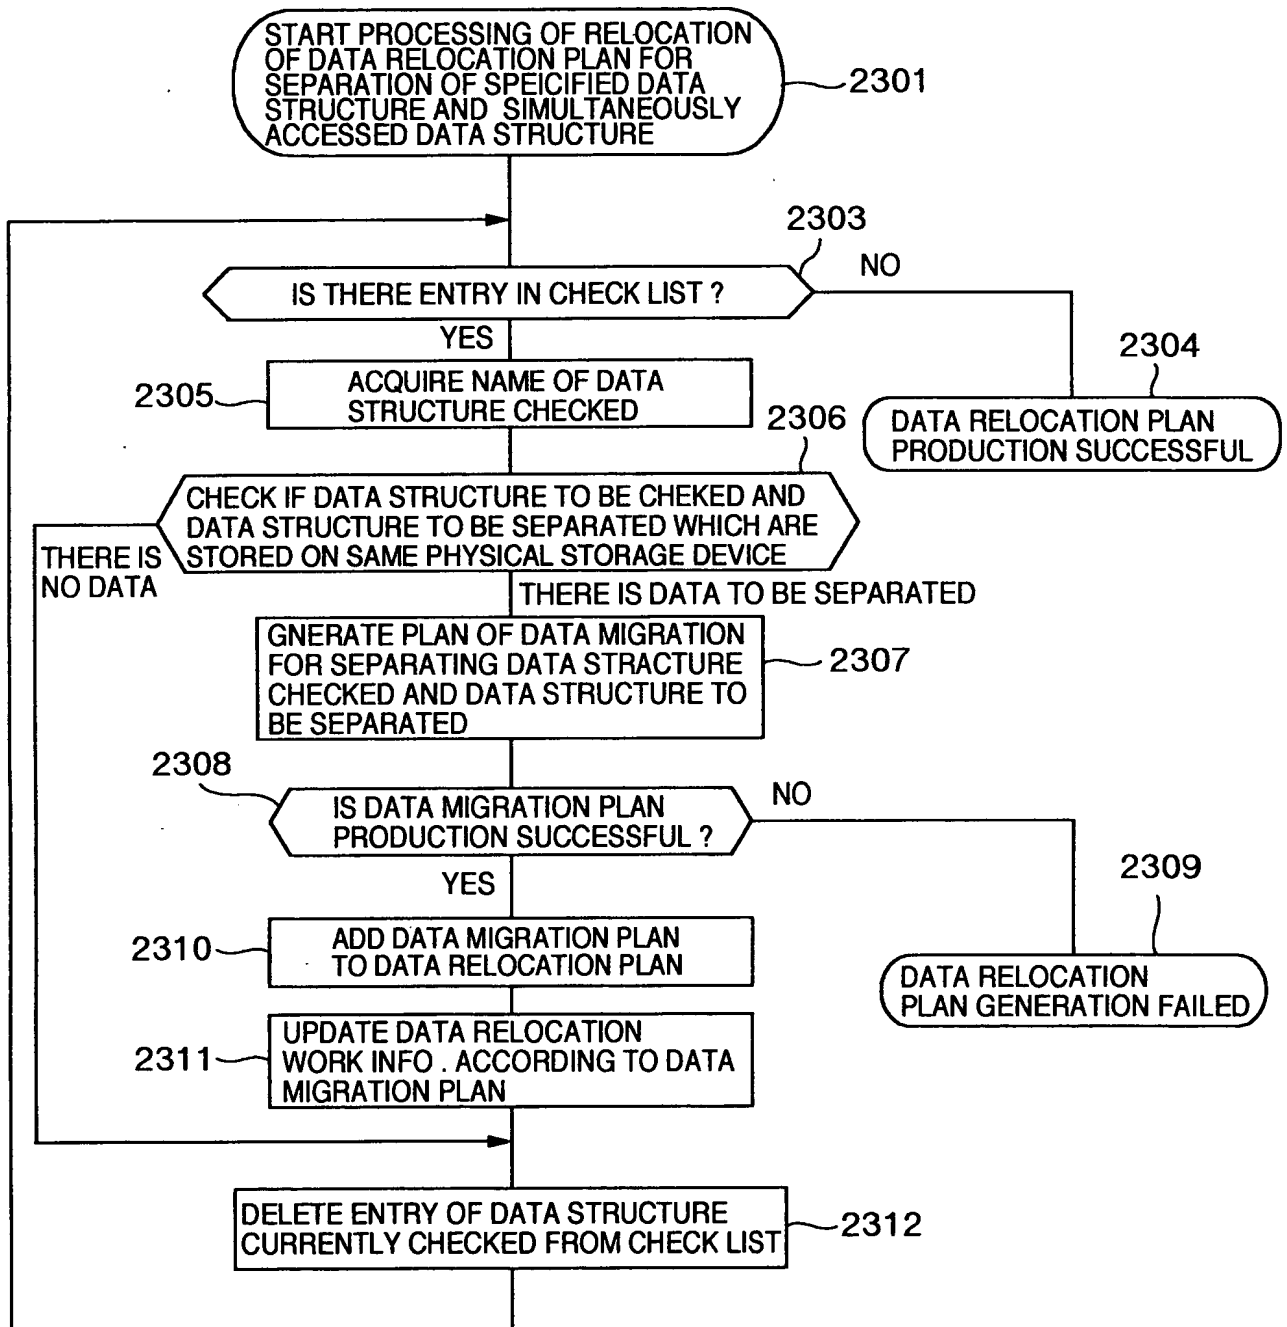 START PROCESSING OF RELOCATION
OF DATA RELOCATION PLAN FOR
SEPARATION OF SPEICIFIED DATA
STRUCTURE AND SIMULTANEOUSLY
ACCESSED DATA STRUCTURE
2301
2303
IS THERE ENTRY IN CHECK LIST ?
NO
YES
2304
DATA RELOCATION PLAN
PRODUCTION SUCCESSFUL
2305
ACQUIRE NAME OF DATA
STRUCTURE CHECKED
2306
CHECK IF DATA STRUCTURE TO BE CHEKED AND
DATA STRUCTURE TO BE SEPARATED WHICH ARE
STORED ON SAME PHYSICAL STORAGE DEVICE
THERE IS
NO DATA
THERE IS DATA TO BE SEPARATED
GNERATE PLAN OF DATA MIGRATION
FOR SEPARATING DATA STRACTURE
CHECKED AND DATA STRUCTURE TO
BE SEPARATED
2307
2308
IS DATA MIGRATION PLAN
PRODUCTION SUCCESSFUL ?
NO
YES
2309
DATA RELOCATION
PLAN GENERATION FAILED
2310
ADD DATA MIGRATION PLAN
TO DATA RELOCATION PLAN
2311
UPDATE DATA RELOCATION
WORK INFO . ACCORDING TO DATA
MIGRATION PLAN
DELETE ENTRY OF DATA STRUCTURE
CURRENTLY CHECKED FROM CHECK LIST
2312